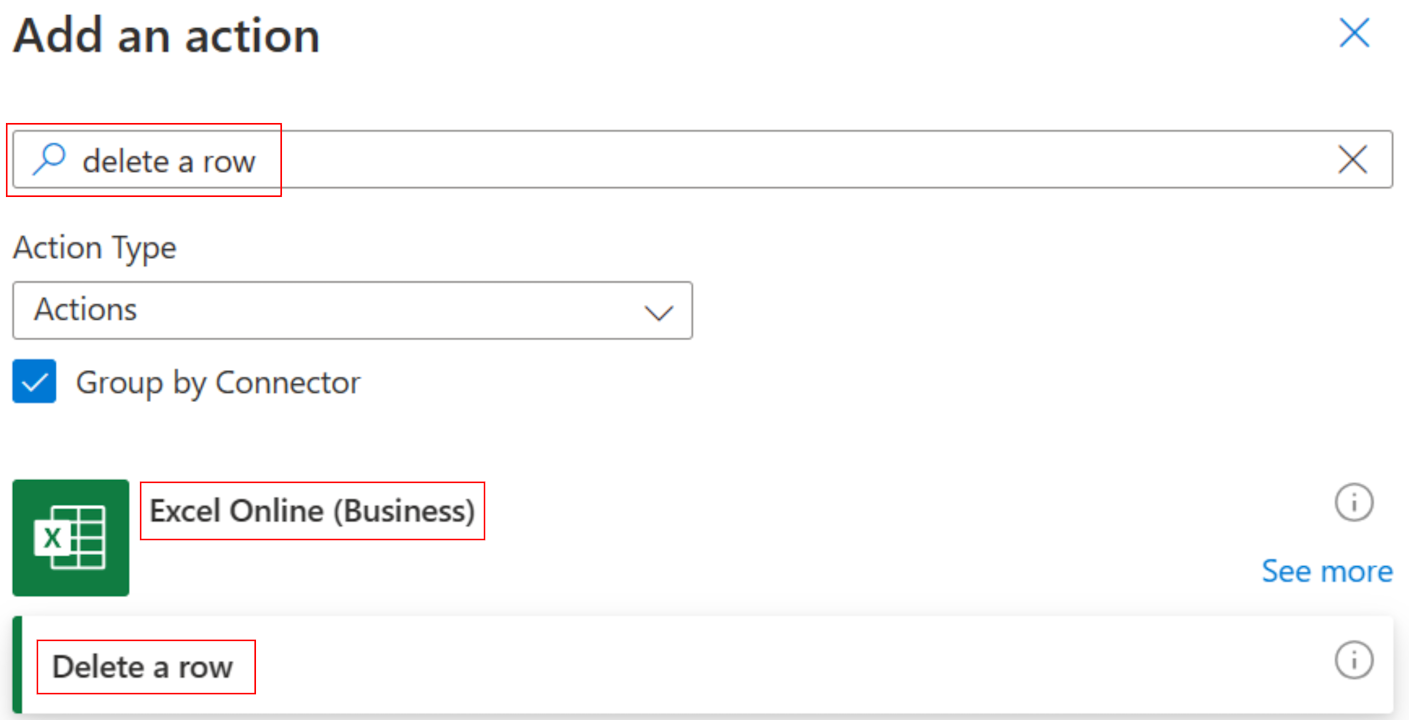 Add an action
delete a row
Action Type
Actions
Group by Connector
X
Excel Online (Business)
See more
Delete a row